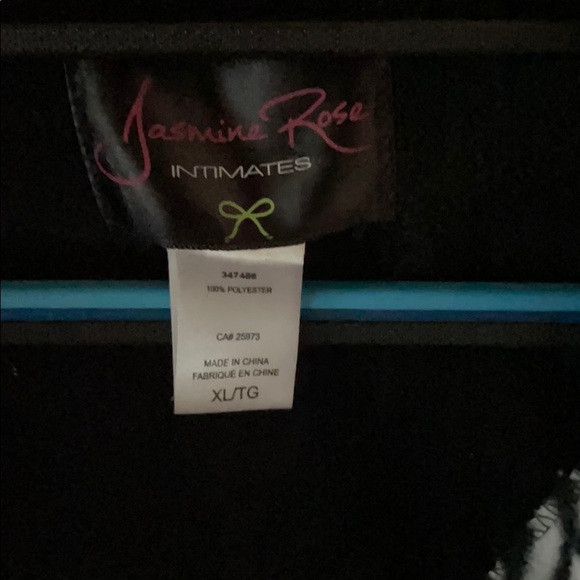 Jasmine Rose
INTIMATES
347486
100% POLYESTER
CA# 25973
MADE IN CHINA
FABRIQUÉ EN CHINE
XL/TG